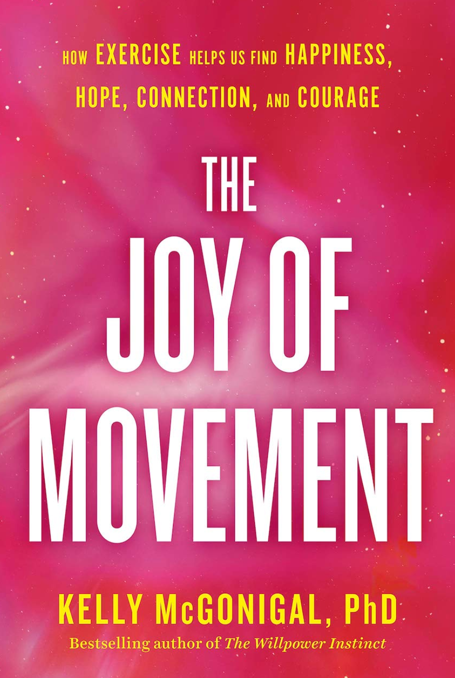 HOW EXERCISE HELPS US FIND HAPPINESS,
HOPE, CONNECTION, AND COURAGE
THE
JOY OF
MOVEMENT
KELLY McGONIGAL, PhD
Bestselling author of The Willpower Instinct